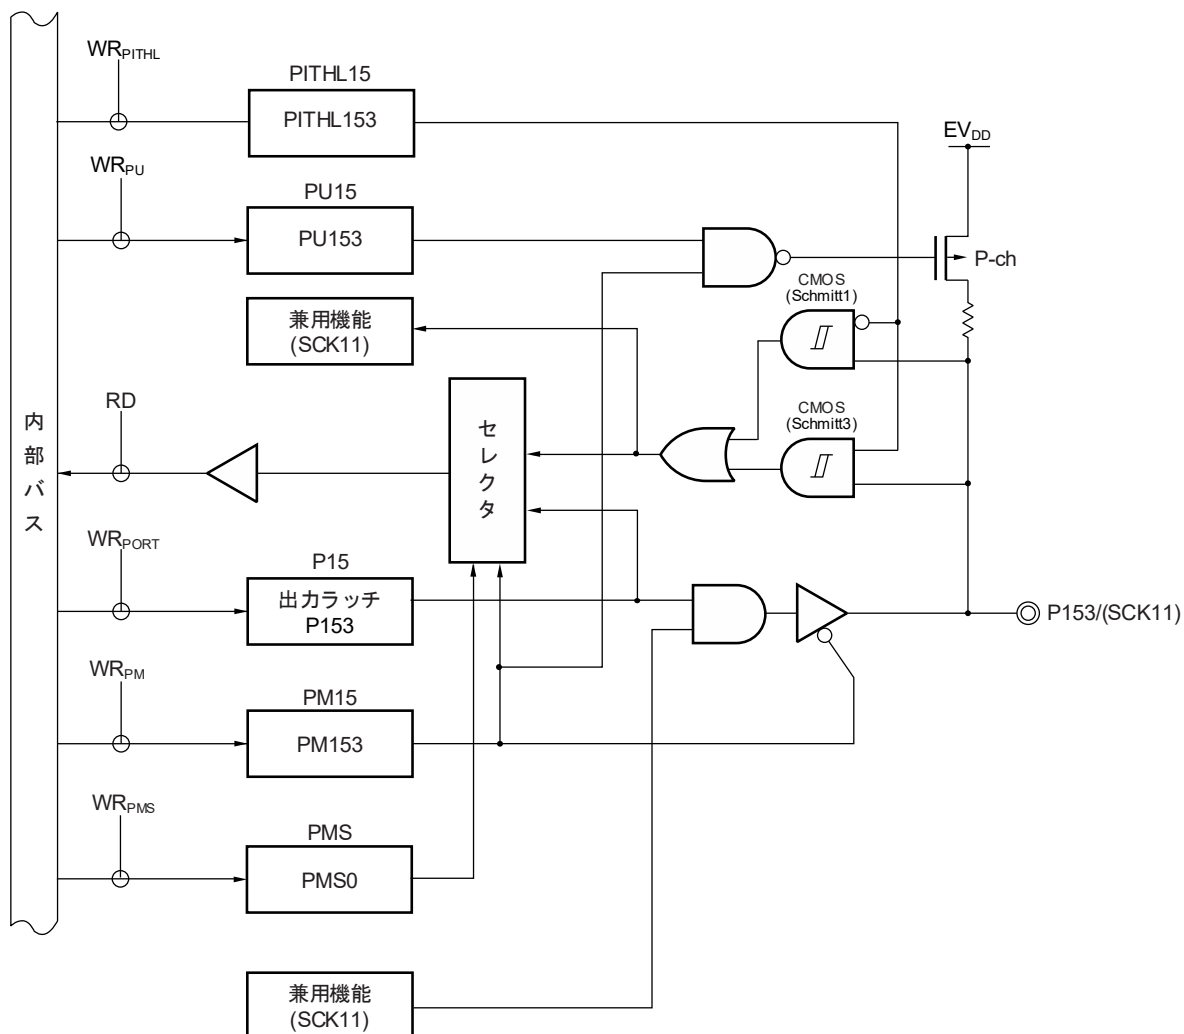 WRPITHL
PITHL15
PITHL153
EVDD
WRPU
PU15
PU153
P-ch
CMOS
(Schmitt1)
兼用機能
(SCK11)
RD
セレクタ
CMOS
(Schmitt3)
内部バス
WRPORT
P15
出力ラッチ
P153
P153/(SCK11)
WRPM
PM15
PM153
WRPMS
PMS
PMS0
兼用機能
(SCK11)